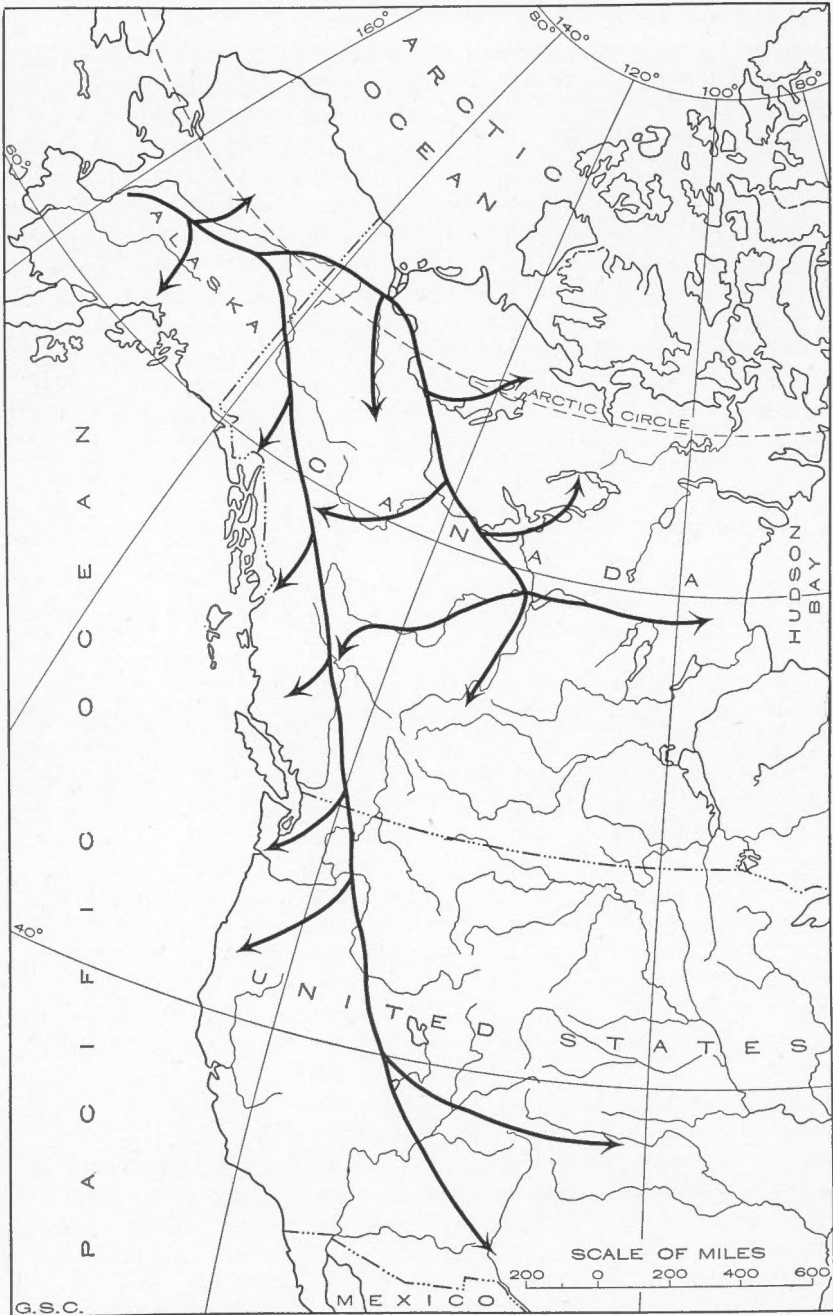 160°
80°
140°
120°
100°
80°
ARCTIC
OCEAN
60°
ALASKA
ARCTIC CIRCLE
CANADA
HUDSON
BAY
PACIFIC OCEAN
40°
UNITED STATES
SCALE OF MILES
200 0 200 400 600
MEXICO
G.S.C.